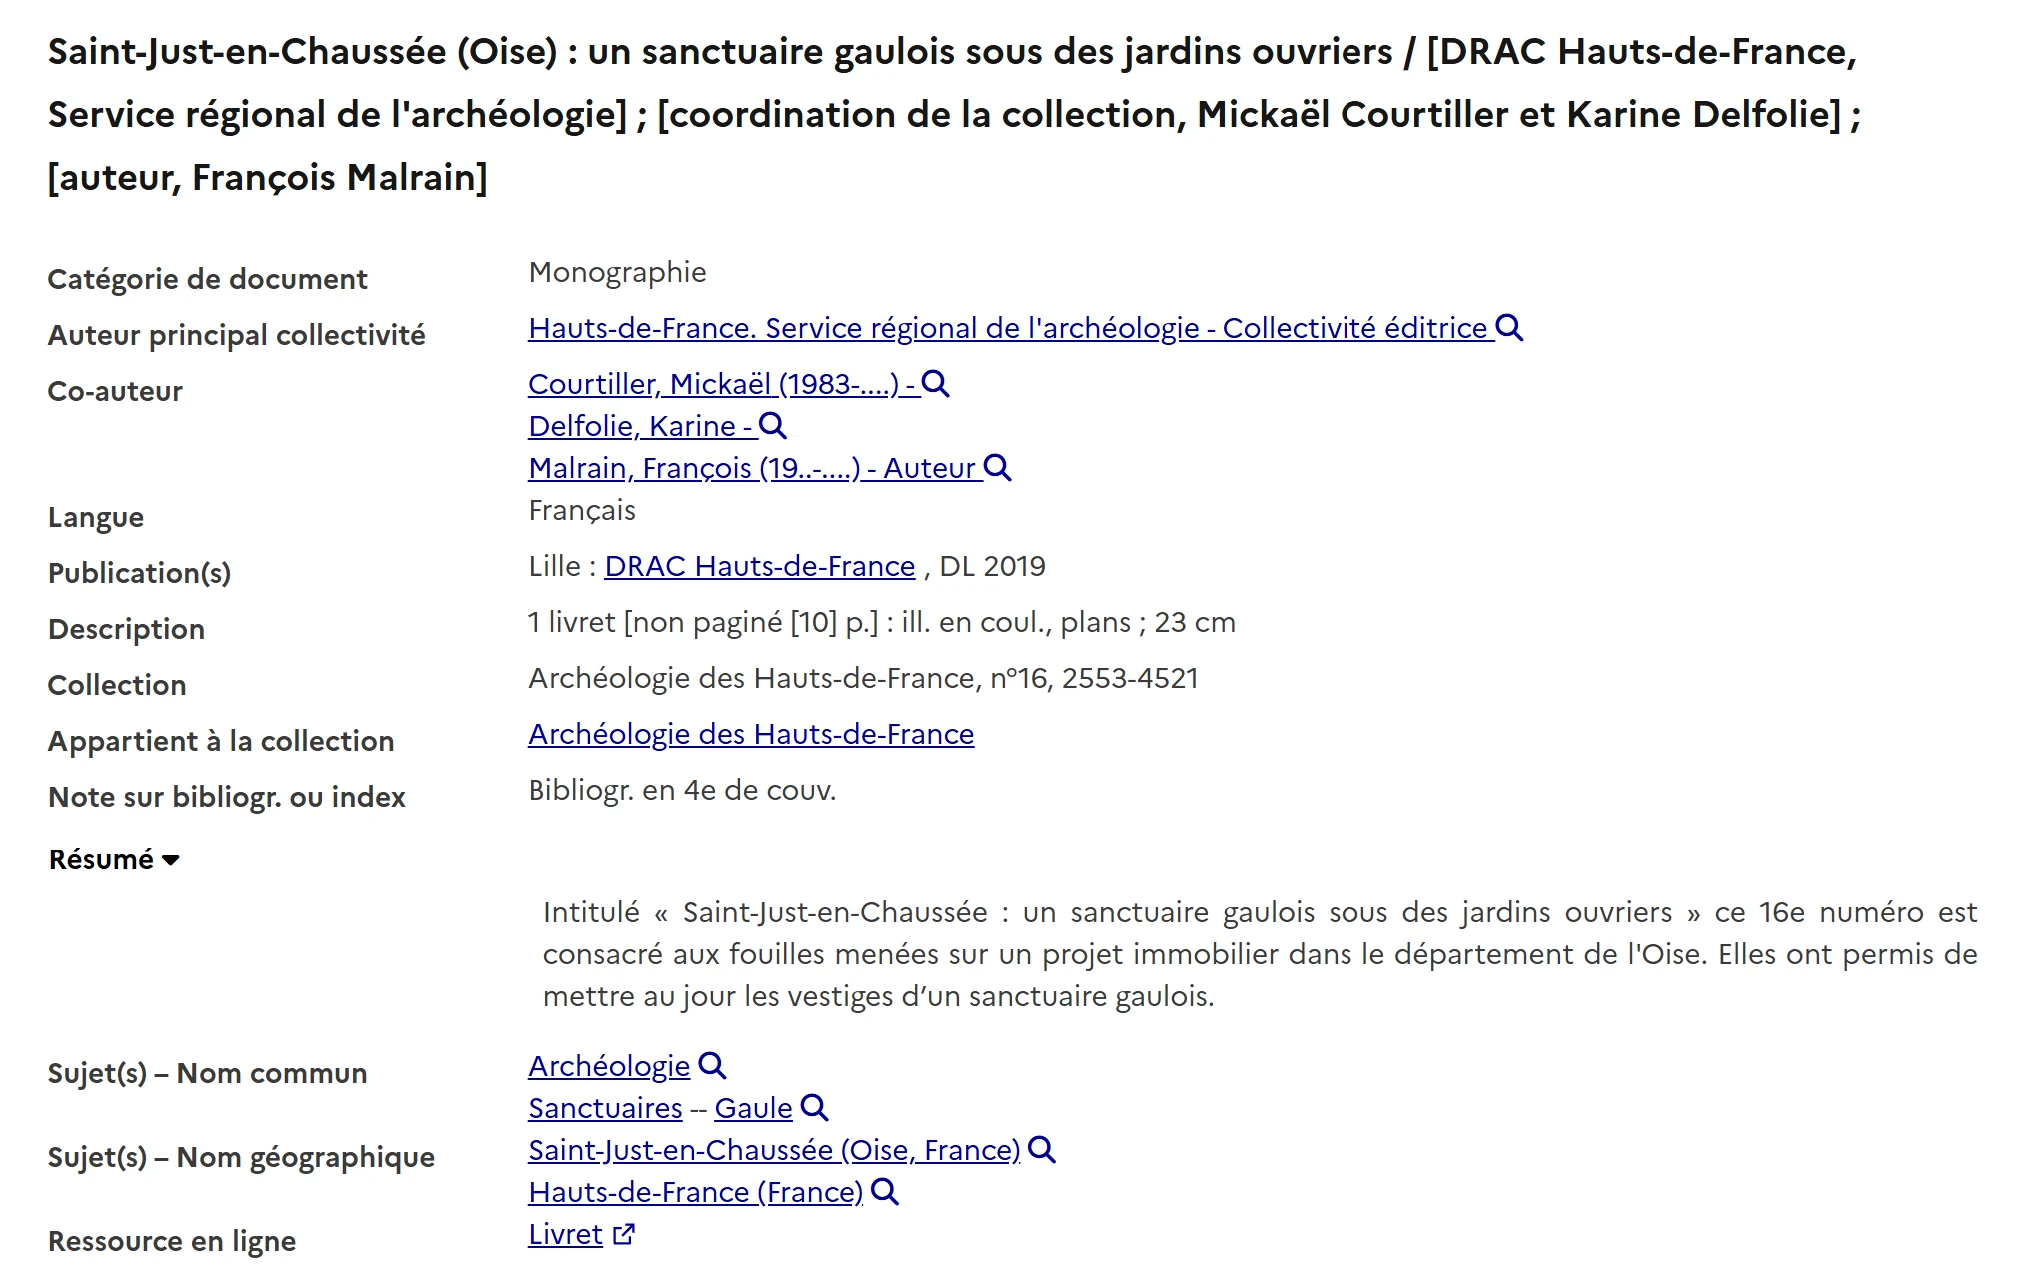 Saint-Just-en-Chaussée (Oise) : un sanctuaire gaulois sous des jardins ouvriers / [DRAC Hauts-de-France,
Service régional de l'archéologie] ; [coordination de la collection, Mickaël Courtiller et Karine Delfolie] ;
[auteur, François Malrain]
Catégorie de document Monographie
Auteur principal collectivité Hauts-de-France. Service régional de l'archéologie - Collectivité éditrice
Co-auteur Courtiller, Mickaël (1983-....) -
Delfolie, Karine -
Malrain, François (19..-....) - Auteur
Langue Français
Publication(s) Lille : DRAC Hauts-de-France , DL 2019
Description 1 livret [non paginé [10] p.] : ill. en coul., plans ; 23 cm
Collection Archéologie des Hauts-de-France, n°16, 2553-4521
Appartient à la collection Archéologie des Hauts-de-France
Note sur bibliogr. ou index Bibliogr. en 4e de couv.
Résumé
Intitulé « Saint-Just-en-Chaussée : un sanctuaire gaulois sous des jardins ouvriers » ce 16e numéro est
consacré aux fouilles menées sur un projet immobilier dans le département de l'Oise. Elles ont permis de
mettre au jour les vestiges d’un sanctuaire gaulois.
Sujet(s) – Nom commun Archéologie
Sanctuaires -- Gaule
Sujet(s) – Nom géographique Saint-Just-en-Chaussée (Oise, France)
Hauts-de-France (France)
Ressource en ligne Livret